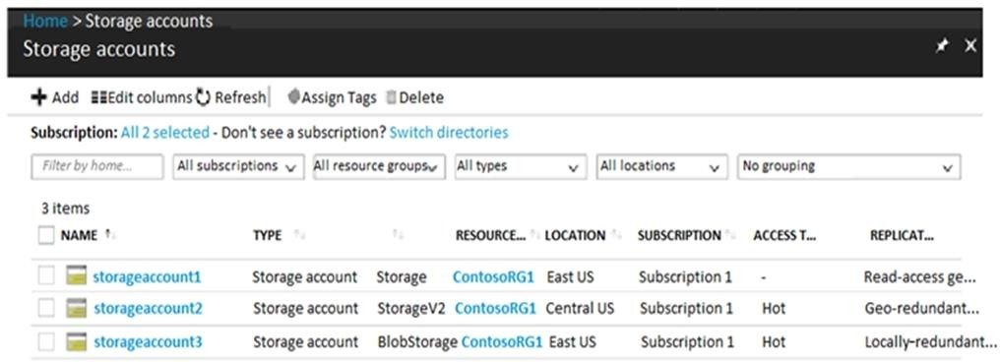 Home > Storage accounts
Storage accounts
Add Edit columns Refresh Assign Tags Delete
Subscription: All 2 selected - Don't see a subscription? Switch directories
Filter by home... All subscriptions All resource groups All types All locations No grouping
3 items
NAME TYPE RESOURCE... LOCATION SUBSCRIPTION ACCESS T... REPLICAT...
storageaccount1 Storage account Storage ContosoRG1 East US Subscription 1 - Read-access ge...
storageaccount2 Storage account StorageV2 ContosoRG1 Central US Subscription 1 Hot Geo-redundant...
storageaccount3 Storage account BlobStorage ContosoRG1 East US Subscription 1 Hot Locally-redundant...